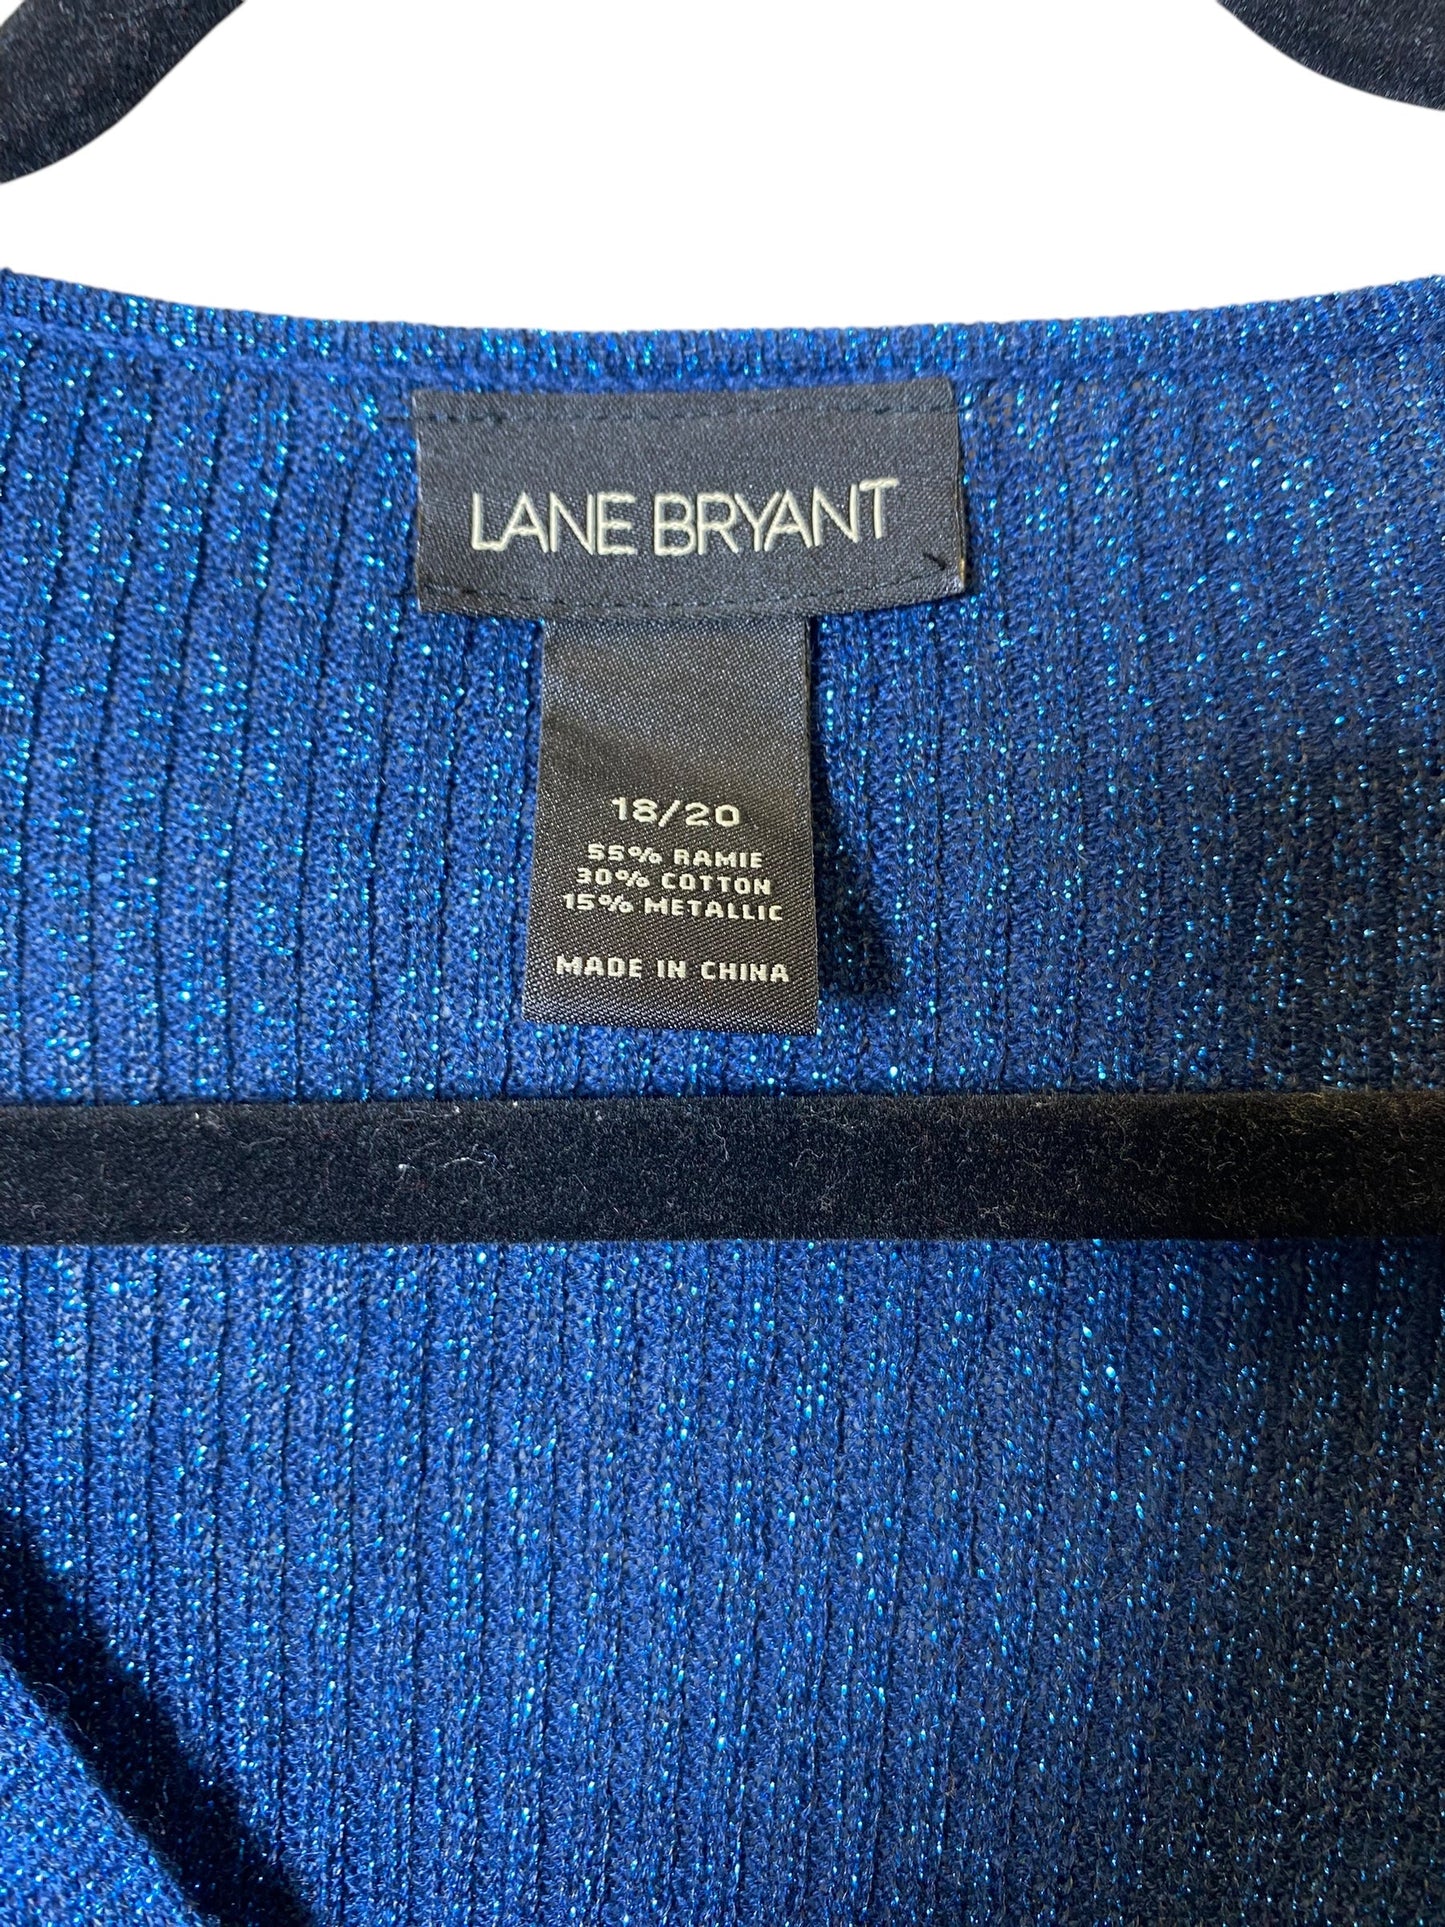 LANE BRYANT
18/20
55% RAMIE
30% COTTON
15% METALLIC
MADE IN CHINA